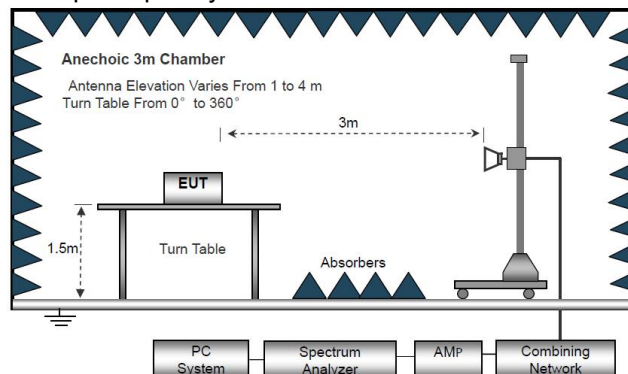 Anechoic 3m Chamber
Antenna Elevation Varies From 1 to 4 m
Turn Table From 0° to 360°
3m
EUT
1.5m
Turn Table
Absorbers
PC
System
Spectrum
Analyzer
AMP
Combining
Network